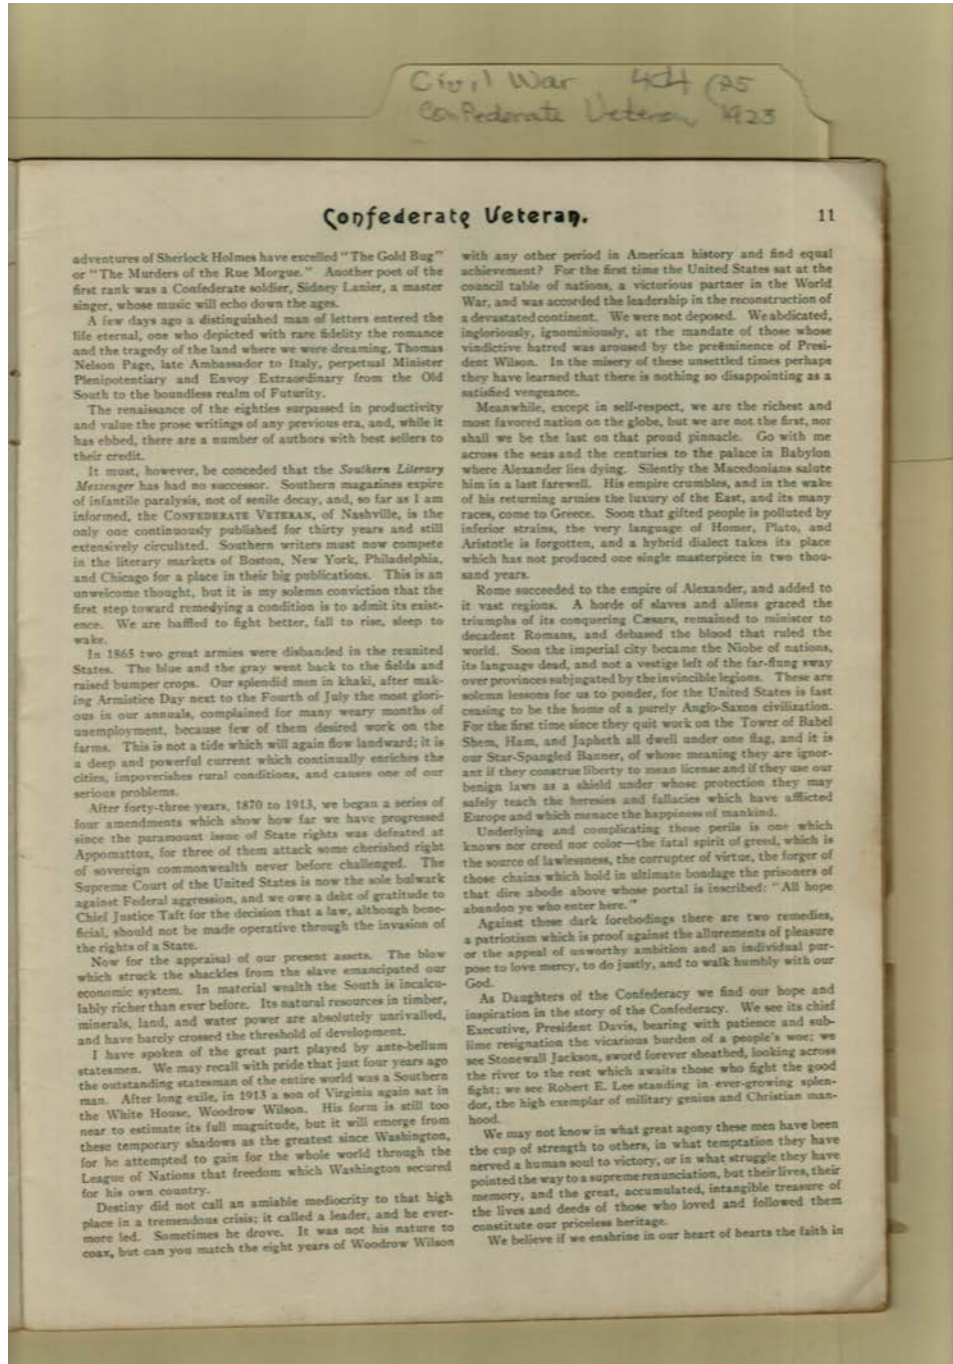 Civil War 404 (25
Confederate Veteran, 1923
Confederate Veteran.
11
adventures of Sherlock Holmes have excelled "The Gold Bug"
or "The Murders of the Rue Morgue." Another poet of the
first rank was a Confederate soldier, Sidney Lanier, a master
singer, whose music will echo down the ages.
A few days ago a distinguished man of letters entered the
life eternal, one who depicted with rare fidelity the romance
and the tragedy of the land where we were dreaming, Thomas
Nelson Page, late Ambassador to Italy, perpetual Minister
Plenipotentiary and Envoy Extraordinary from the Old
South to the boundless realm of Futurity.
The renaissance of the eighties surpassed in productivity
and value the prose writings of any previous era, and, while it
has ebbed, there are a number of authors with best sellers to
their credit.
It must, however, be conceded that the Southern Literary
Messenger has had no successor. Southern magazines expire
of infantile paralysis, not of senile decay, and, so far as I am
informed, the CONFEDERATE VETERAN, of Nashville, is the
only one continuously published for thirty years and still
extensively circulated. Southern writers must now compete
in the literary markets of Boston, New York, Philadelphia,
and Chicago for a place in their big publications. This is an
unwelcome thought, but it is my solemn conviction that the
first step toward remedying a condition is to admit its exist-
ence. We are baffled to fight better, fall to rise, sleep to
wake.
In 1865 two great armies were disbanded in the reunited
States. The blue and the gray went back to the fields and
raised bumper crops. Our splendid men in khaki, after mak-
ing Armistice Day next to the Fourth of July the most glori-
ous in our annuals, complained for many weary months of
unemployment, because few of them desired work on the
farms. This is not a tide which will again flow landward; it is
a deep and powerful current which continually enriches the
cities, impoverishes rural conditions, and causes one of our
serious problems.
After forty-three years, 1870 to 1913, we began a series of
four amendments which show how far we have progressed
since the paramount issue of State rights was defeated at
Appomattox, for three of them attack some cherished right
of sovereign commonwealth never before challenged. The
Supreme Court of the United States is now the sole bulwark
against Federal aggression, and we owe a debt of gratitude to
Chief Justice Taft for the decision that a law, although bene-
ficial, should not be made operative through the invasion of
the rights of a State.
Now for the appraisal of our present assets. The blow
which struck the shackles from the slave emancipated our
economic system. In material wealth the South is incalcu-
lably richer than ever before. Its natural resources in timber,
minerals, land, and water power are absolutely unrivalled,
and have barely crossed the threshold of development.
I have spoken of the great part played by ante-bellum
statesmen. We may recall with pride that just four years ago
the outstanding statesman of the entire world was a Southern
man. After long exile, in 1913 a son of Virginia again sat in
the White House, Woodrow Wilson. His form is still too
near to estimate its full magnitude, but it will emerge from
these temporary shadows as the greatest since Washington,
for he attempted to gain for the whole world through the
League of Nations that freedom which Washington secured
for his own country.
Destiny did not call an amiable mediocrity to that high
place in a tremendous crisis; it called a leader, and he ever-
more led. Sometimes he drove. It was not his nature to
coax, but can you match the eight years of Woodrow Wilson
with any other period in American history and find equal
achievement? For the first time the United States sat at the
council table of nations, a victorious partner in the World
War, and was accorded the leadership in the reconstruction of
a devastated continent. We were not deposed. We abdicated,
ingloriously, ignominiously, at the mandate of those whose
vindictive hatred was aroused by the preëminence of Presi-
dent Wilson. In the misery of these unsettled times perhaps
they have learned that there is nothing so disappointing as a
satisfied vengeance.
Meanwhile, except in self-respect, we are the richest and
most favored nation on the globe, but we are not the first, nor
shall we be the last on that proud pinnacle. Go with me
across the seas and the centuries to the palace in Babylon
where Alexander lies dying. Silently the Macedonians salute
him in a last farewell. His empire crumbles, and in the wake
of his returning armies the luxury of the East, and its many
races, come to Greece. Soon that gifted people is polluted by
inferior strains, the very language of Homer, Plato, and
Aristotle is forgotten, and a hybrid dialect takes its place
which has not produced one single masterpiece in two thou-
sand years.
Rome succeeded to the empire of Alexander, and added to
it vast regions. A horde of slaves and aliens graced the
triumphs of its conquering Cæsars, remained to minister to
decadent Romans, and debased the blood that ruled the
world. Soon the imperial city became the Niobe of nations,
its language dead, and not a vestige left of the far-flung sway
over provinces subjugated by the invincible legions. These are
solemn lessons for us to ponder, for the United States is fast
ceasing to be the home of a purely Anglo-Saxon civilization.
For the first time since they quit work on the Tower of Babel
Shem, Ham, and Japheth all dwell under one flag, and it is
our Star-Spangled Banner, of whose meaning they are ignor-
ant if they construe liberty to mean license and if they use our
benign laws as a shield under whose protection they may
safely teach the heresies and fallacies which have afflicted
Europe and which menace the happiness of mankind.
Underlying and complicating these perils is one which
knows nor creed nor color—the fatal spirit of greed, which is
the source of lawlessness, the corrupter of virtue, the forger of
those chains which hold in ultimate bondage the prisoners of
that dire abode above whose portal is inscribed: "All hope
abandon ye who enter here."
Against these dark forebodings there are two remedies,
a patriotism which is proof against the allurements of pleasure
or the appeal of unworthy ambition and an individual pur-
pose to love mercy, to do justly, and to walk humbly with our
God.
As Daughters of the Confederacy we find our hope and
inspiration in the story of the Confederacy. We see its chief
Executive, President Davis, bearing with patience and sub-
lime resignation the vicarious burden of a people's woe; we
see Stonewall Jackson, sword forever sheathed, looking across
the river to the rest which awaits those who fight the good
fight; we see Robert E. Lee standing in ever-growing splen-
dor, the high exemplar of military genius and Christian man-
hood.
We may not know in what great agony these men have been
the cup of strength to others, in what temptation they have
nerved a human soul to victory, or in what struggle they have
pointed the way to a supreme renunciation, but their lives, their
memory, and the great, accumulated, intangible treasure of
the lives and deeds of those who loved and followed them
constitute our priceless heritage.
We believe if we enshrine in our heart of hearts the faith in